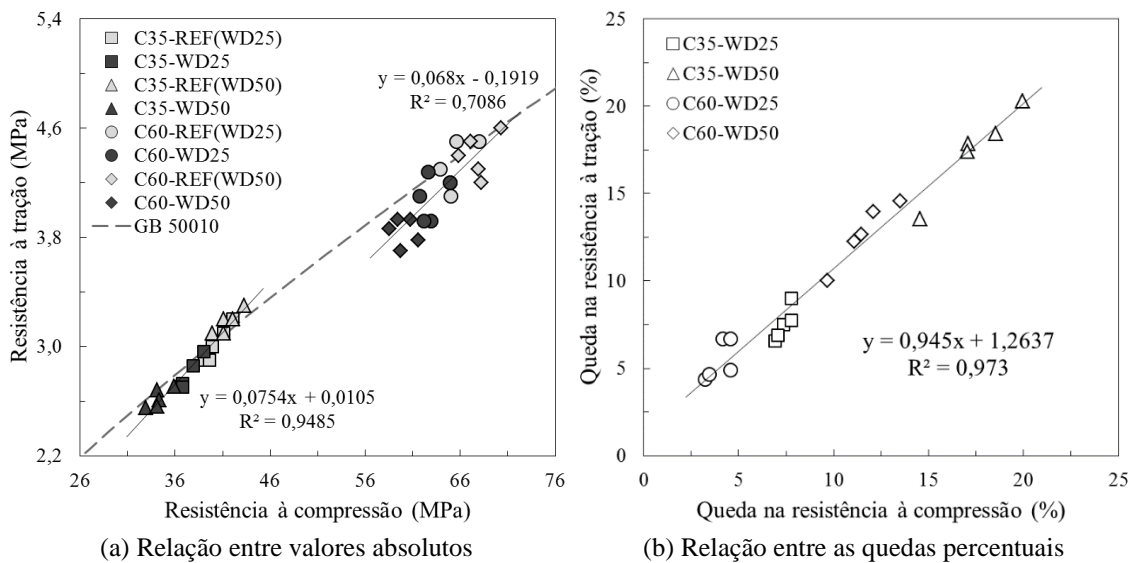 5,4
4,6
3,8
3,0
2,2
Resistência à tração (MPa)
C35-REF(WD25)
C35-WD25
C35-REF(WD50)
C35-WD50
C60-REF(WD25)
C60-WD25
C60-REF(WD50)
C60-WD50
GB 50010
y = 0,068x - 0,1919
R² = 0,7086
y = 0,0754x + 0,0105
R² = 0,9485
26 36 46 56 66 76
Resistência à compressão (MPa)
(a) Relação entre valores absolutos
25
20
15
10
5
0
Queda na resistência à tração (%)
C35-WD25
C35-WD50
C60-WD25
C60-WD50
y = 0,945x + 1,2637
R² = 0,973
0 5 10 15 20 25
Queda na resistência à compressão (%)
(b) Relação entre as quedas percentuais